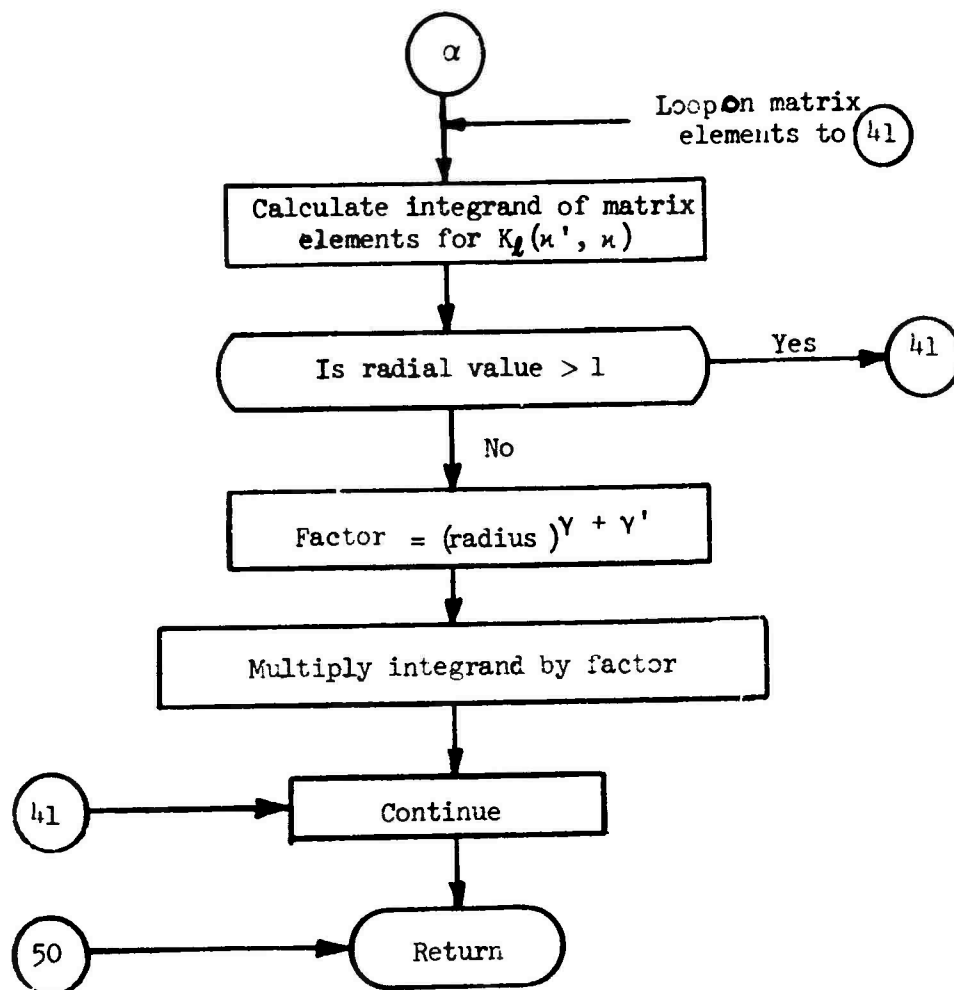 α
Loop on matrix
elements to 41
Calculate integrand of matrix
elements for K_ℓ(ϰ', ϰ)
Is radial value > 1
Yes
41
No
Factor = (radius)^γ + γ'
Multiply integrand by factor
41
Continue
50
Return